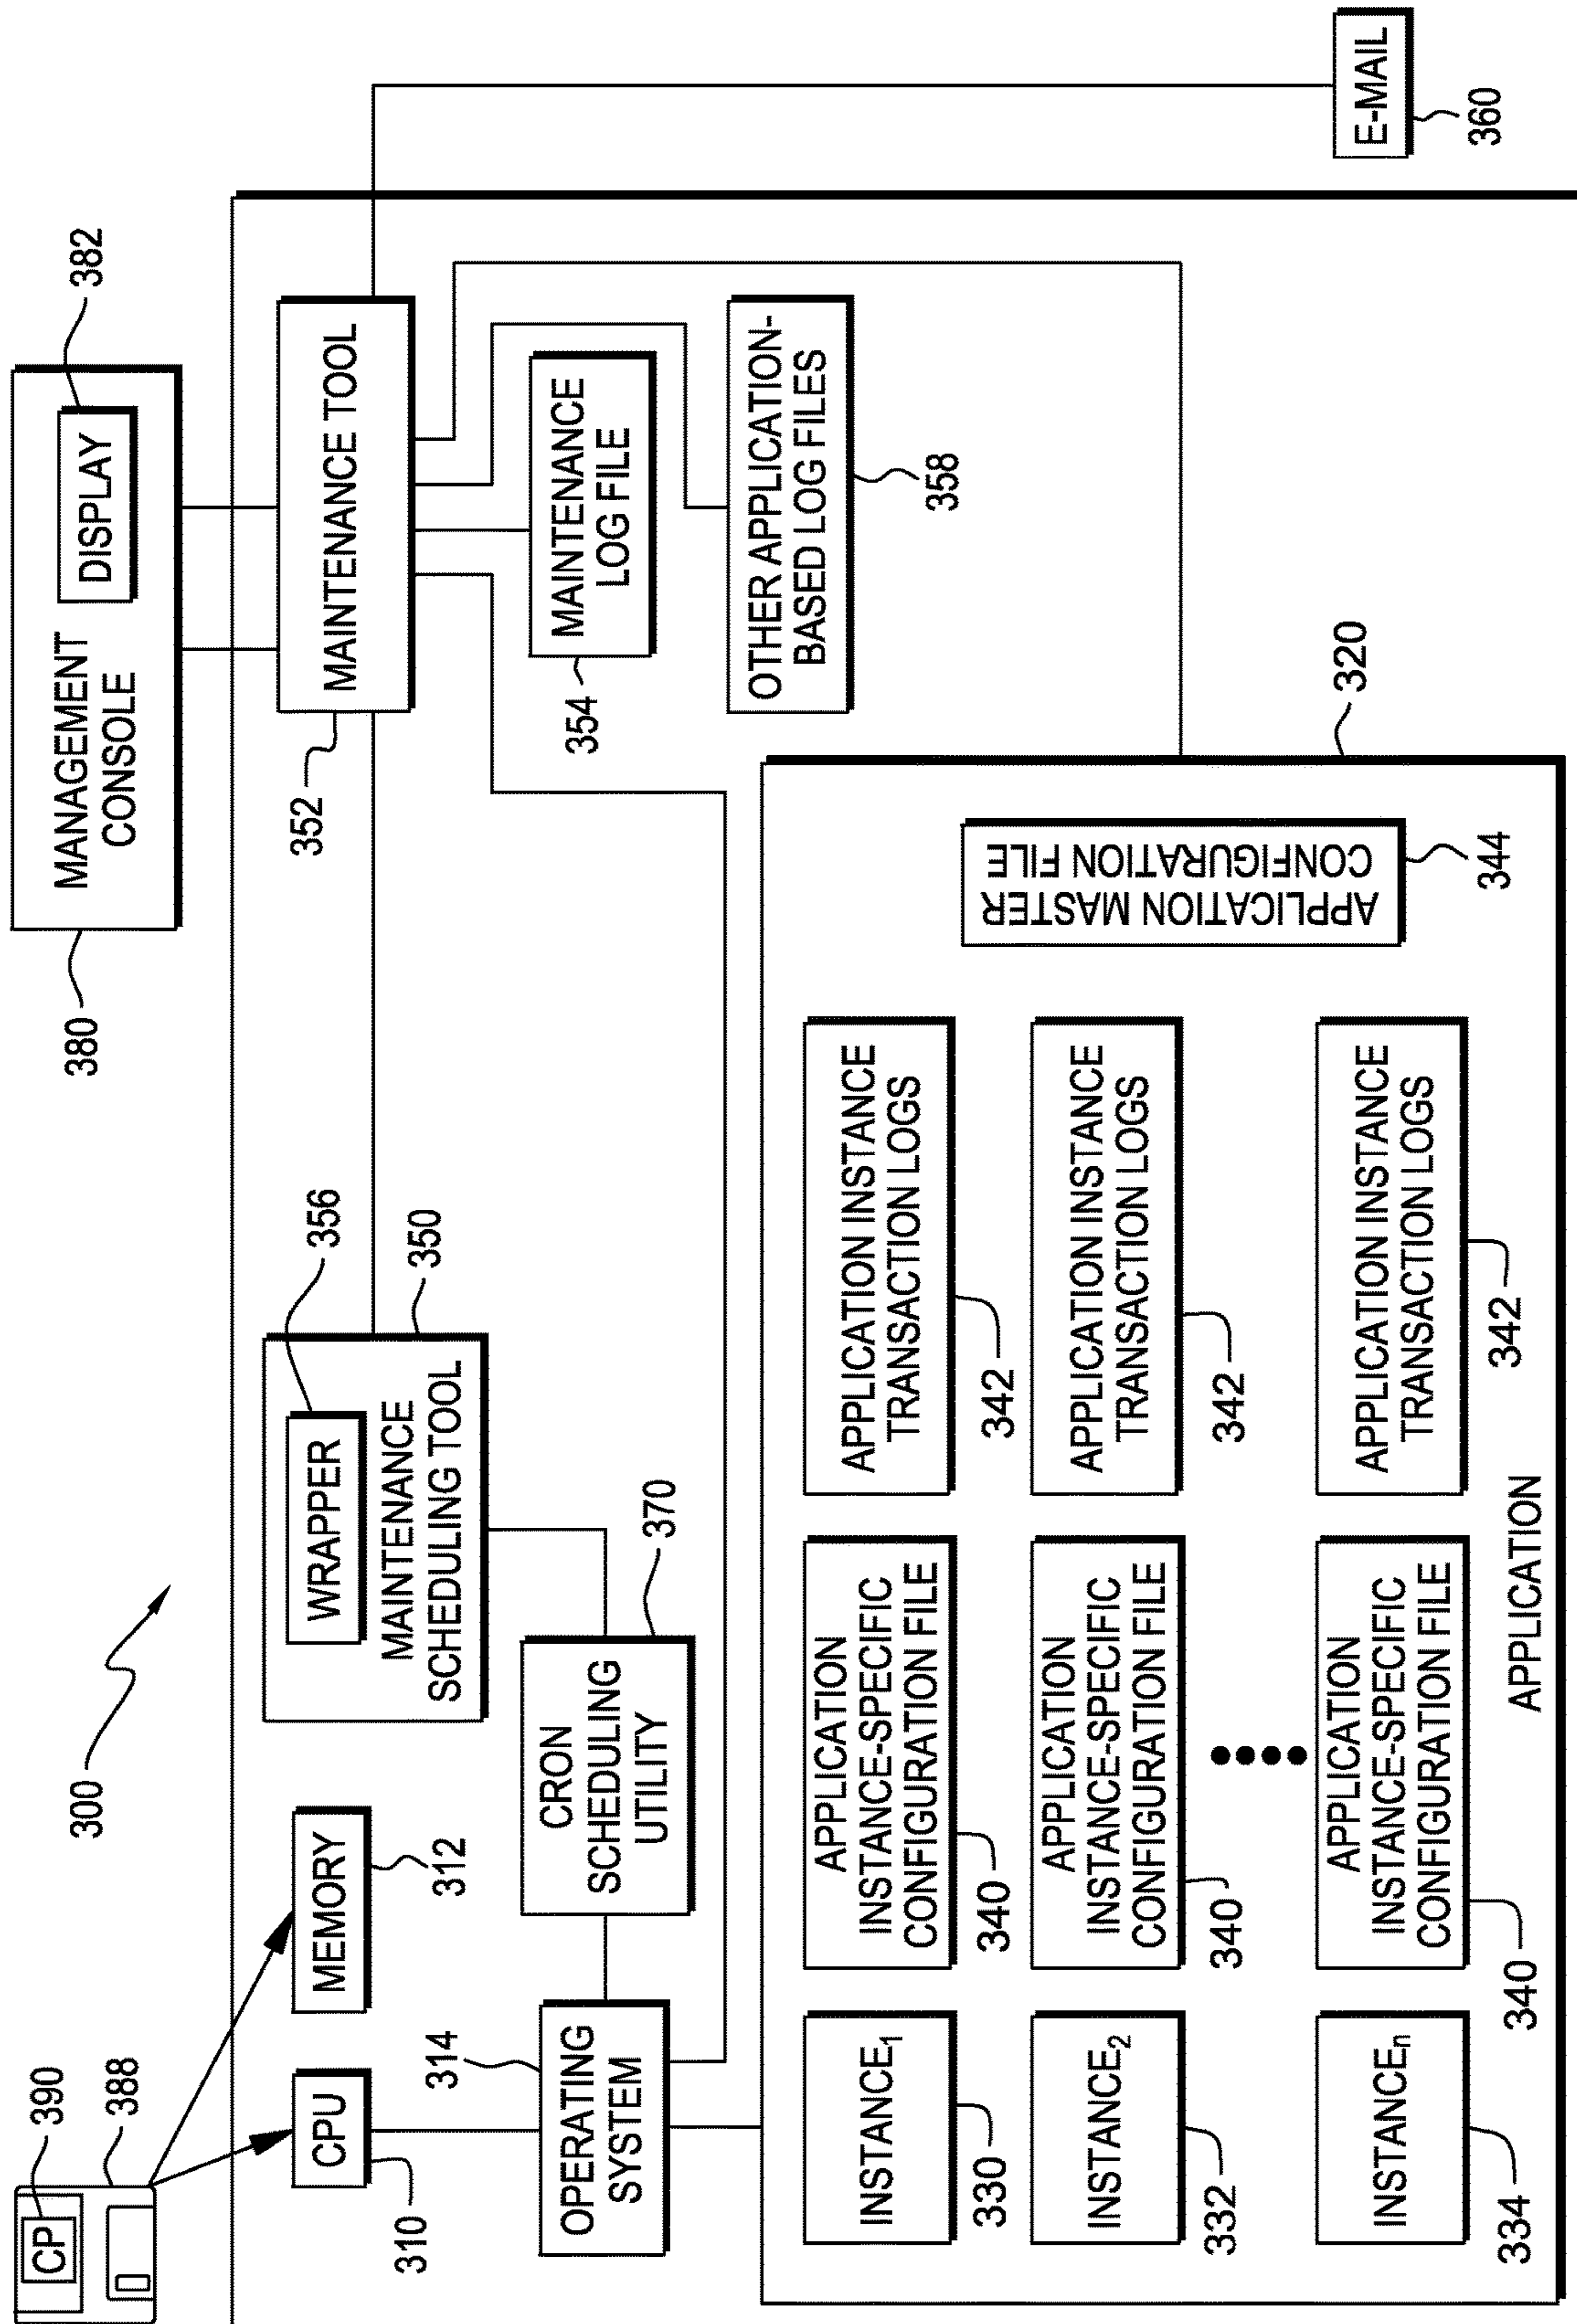 300
CP
390
388
CPU
310
MEMORY
312
OPERATING
SYSTEM
314
CRON
SCHEDULING
UTILITY
370
WRAPPER
356
MAINTENANCE
SCHEDULING TOOL
350
MANAGEMENT
CONSOLE
380
DISPLAY
382
MAINTENANCE TOOL
352
MAINTENANCE
LOG FILE
354
OTHER APPLICATION-
BASED LOG FILES
358
E-MAIL
360
320
INSTANCE1
330
APPLICATION
INSTANCE-SPECIFIC
CONFIGURATION FILE
340
APPLICATION INSTANCE
TRANSACTION LOGS
342
INSTANCE2
332
APPLICATION
INSTANCE-SPECIFIC
CONFIGURATION FILE
340
APPLICATION INSTANCE
TRANSACTION LOGS
342
INSTANCEn
334
APPLICATION
INSTANCE-SPECIFIC
CONFIGURATION FILE
340
APPLICATION INSTANCE
TRANSACTION LOGS
342
APPLICATION MASTER
CONFIGURATION FILE
344
APPLICATION